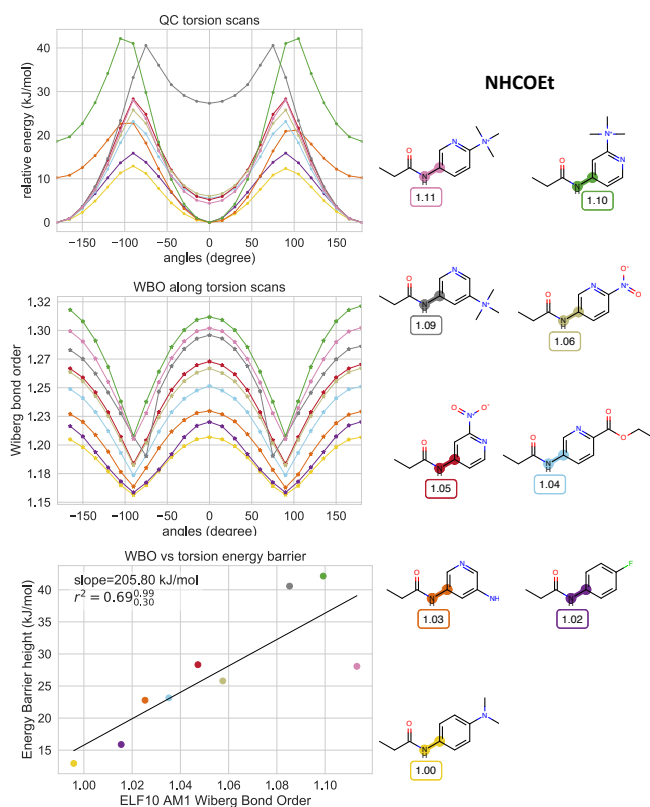 QC torsion scans
40
30
20
10
0
relative energy (kJ/mol)
−150 −100 −50 0 50 100 150
angles (degree)
WBO along torsion scans
1.32
1.30
1.27
1.25
1.23
1.20
1.18
1.15
Wiberg bond order
−150 −100 −50 0 50 100 150
angles (degree)
WBO vs torsion energy barrier
slope=205.80 kJ/mol
r² = 0.69 0.99 0.30
40
35
30
25
20
15
Energy Barrier height (kJ/mol)
1.00 1.02 1.04 1.06 1.08 1.10
ELF10 AM1 Wiberg Bond Order
NHCOEt
O N H N N⁺
1.11
N⁺ N O N H
1.10
N O N H N⁺
1.09
O⁻ N⁺ O N O N H
1.06
O N⁺ O⁻ N O N H
1.05
O N O O N H
1.04
N O N H NH
1.03
F O N H
1.02
N O N H
1.00